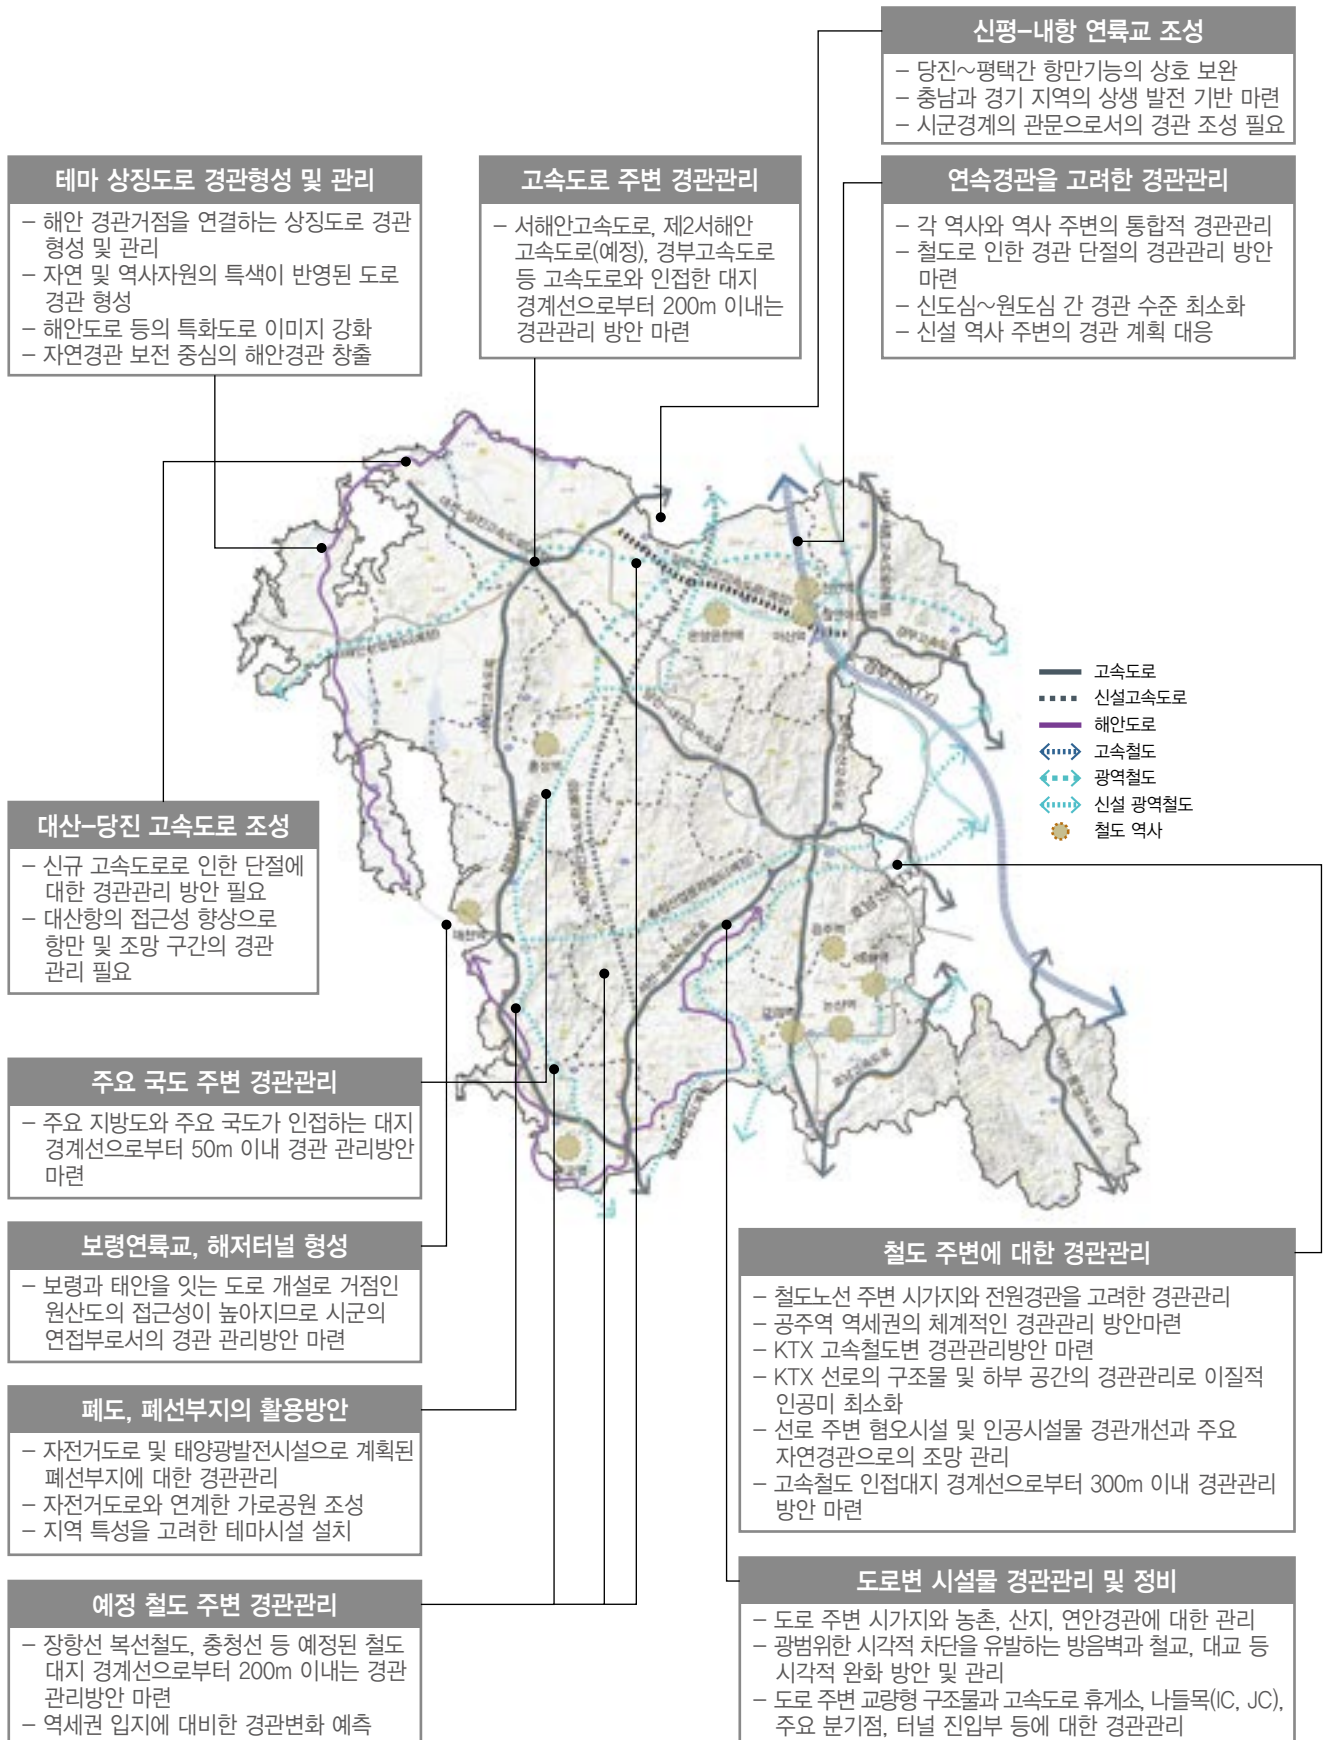 신평-내항 연륙교 조성
- 당진~평택간 항만기능의 상호 보완
- 충남과 경기 지역의 상생 발전 기반 마련
- 시군경계의 관문으로서의 경관 조성 필요
테마 상징도로 경관형성 및 관리
- 해안 경관거점을 연결하는 상징도로 경관
형성 및 관리
- 자연 및 역사자원의 특색이 반영된 도로
경관 형성
- 해안도로 등의 특화도로 이미지 강화
- 자연경관 보전 중심의 해안경관 창출
고속도로 주변 경관관리
- 서해안고속도로, 제2서해안
고속도로(예정), 경부고속도로
등 고속도로와 인접한 대지
경계선으로부터 200m 이내는
경관관리 방안 마련
연속경관을 고려한 경관관리
- 각 역사와 역사 주변의 통합적 경관관리
- 철도로 인한 경관 단절의 경관관리 방안
마련
- 신도심~원도심 간 경관 수준 최소화
- 신설 역사 주변의 경관 계획 대응
온양온천역
아산역
홍성역
대천역
공주역
논산역
고속도로
신설고속도로
해안도로
고속철도
광역철도
신설 광역철도
철도 역사
대산-당진 고속도로 조성
- 신규 고속도로로 인한 단절에
대한 경관관리 방안 필요
- 대산항의 접근성 향상으로
항만 및 조망 구간의 경관
관리 필요
주요 국도 주변 경관관리
- 주요 지방도와 주요 국도가 인접하는 대지
경계선으로부터 50m 이내 경관 관리방안
마련
보령연륙교, 해저터널 형성
- 보령과 태안을 잇는 도로 개설로 거점인
원산도의 접근성이 높아지므로 시군의
연접부로서의 경관 관리방안 마련
폐도, 폐선부지의 활용방안
- 자전거도로 및 태양광발전시설으로 계획된
폐선부지에 대한 경관관리
- 자전거도로와 연계한 가로공원 조성
- 지역 특성을 고려한 테마시설 설치
예정 철도 주변 경관관리
- 장항선 복선철도, 충청선 등 예정된 철도
대지 경계선으로부터 200m 이내는 경관
관리방안 마련
- 역세권 입지에 대비한 경관변화 예측
철도 주변에 대한 경관관리
- 철도노선 주변 시가지와 전원경관을 고려한 경관관리
- 공주역 역세권의 체계적인 경관관리 방안마련
- KTX 고속철도변 경관관리방안 마련
- KTX 선로의 구조물 및 하부 공간의 경관관리로 이질적
인공미 최소화
- 선로 주변 혐오시설 및 인공시설물 경관개선과 주요
자연경관으로의 조망 관리
- 고속철도 인접대지 경계선으로부터 300m 이내 경관관리
방안 마련
도로변 시설물 경관관리 및 정비
- 도로 주변 시가지와 농촌, 산지, 연안경관에 대한 관리
- 광범위한 시각적 차단을 유발하는 방음벽과 철교, 대교 등
시각적 완화 방안 및 관리
- 도로 주변 교량형 구조물과 고속도로 휴게소, 나들목(IC, JC),
주요 분기점, 터널 진입부 등에 대한 경관관리